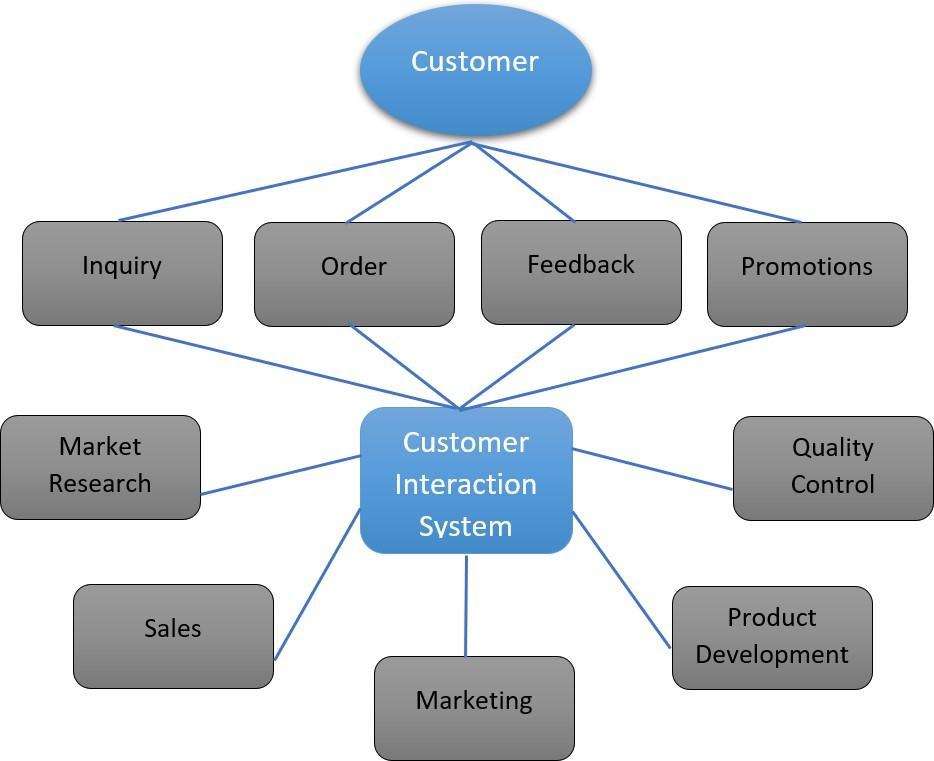 Customer
Inquiry
Order
Feedback
Promotions
Customer
Interaction
System
Market
Research
Quality
Control
Sales
Product
Development
Marketing